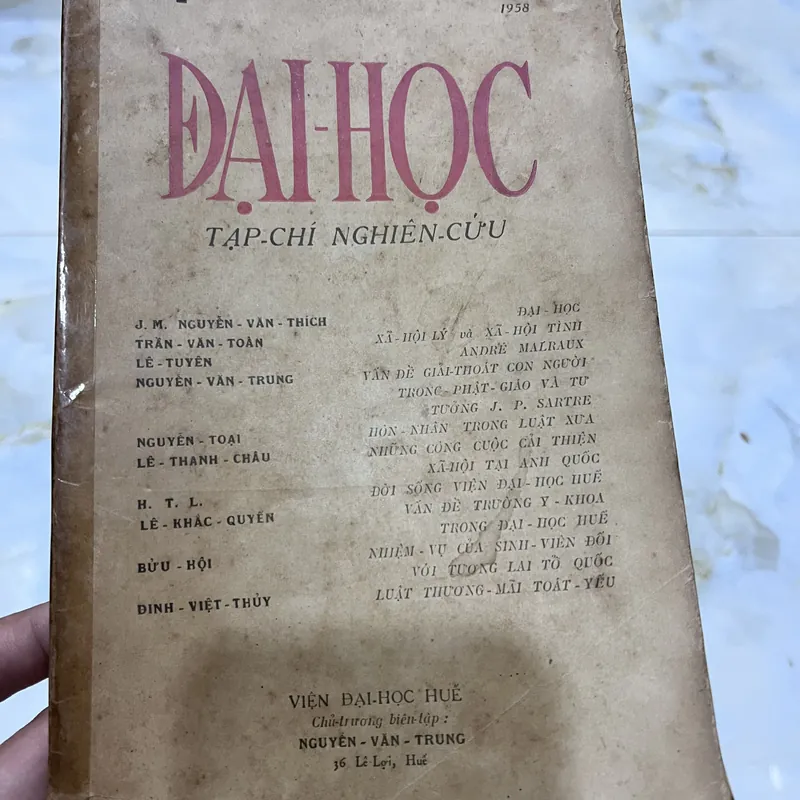 1958
ĐẠI-HỌC
TẠP-CHÍ NGHIÊN-CỨU
J. M. NGUYỄN - VĂN - THÍCH ĐẠI - HỌC
TRẦN - VĂN - TOÀN XÃ - HỘI LÝ và XÃ - HỘI TÌNH
LÊ - TUYÊN ANDRÉ MALRAUX
NGUYỄN - VĂN - TRUNG VẤN ĐỀ GIẢI-THOÁT CON NGƯỜI
TRONG - PHẬT - GIÁO VÀ TƯ
TƯỞNG J. P. SARTRE
NGUYỄN - TOẠI HÔN - NHÂN TRONG LUẬT XƯA
LÊ - THANH - CHÂU NHỮNG CÔNG CUỘC CẢI THIỆN
XÃ-HỘI TẠI ANH QUỐC
H. T. L. ĐỜI SỐNG VIỆN ĐẠI - HỌC HUẾ
LÊ - KHẮC - QUYẾN VẤN ĐỀ TRƯỜNG Y - KHOA
TRONG ĐẠI - HỌC HUẾ
BỬU - HỘI NHIỆM - VỤ CỦA SINH - VIÊN ĐỐI
VỚI TƯƠNG LAI TỔ QUỐC
ĐINH - VIỆT - THỦY LUẬT THƯƠNG - MÃI TOÁT - YẾU
VIỆN ĐẠI-HỌC HUẾ
Chủ-trương biên-tập :
NGUYỄN - VĂN - TRUNG
36 Lê Lợi, Huế